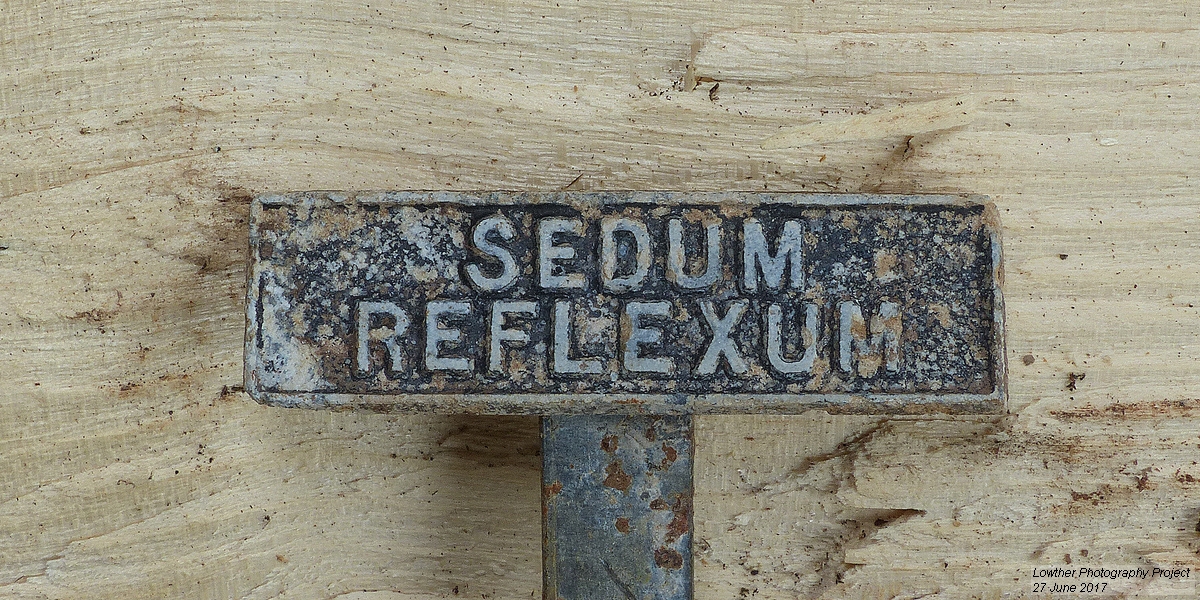 SEDUM
REFLEXUM
Lowther Photography Project
27 June 2017